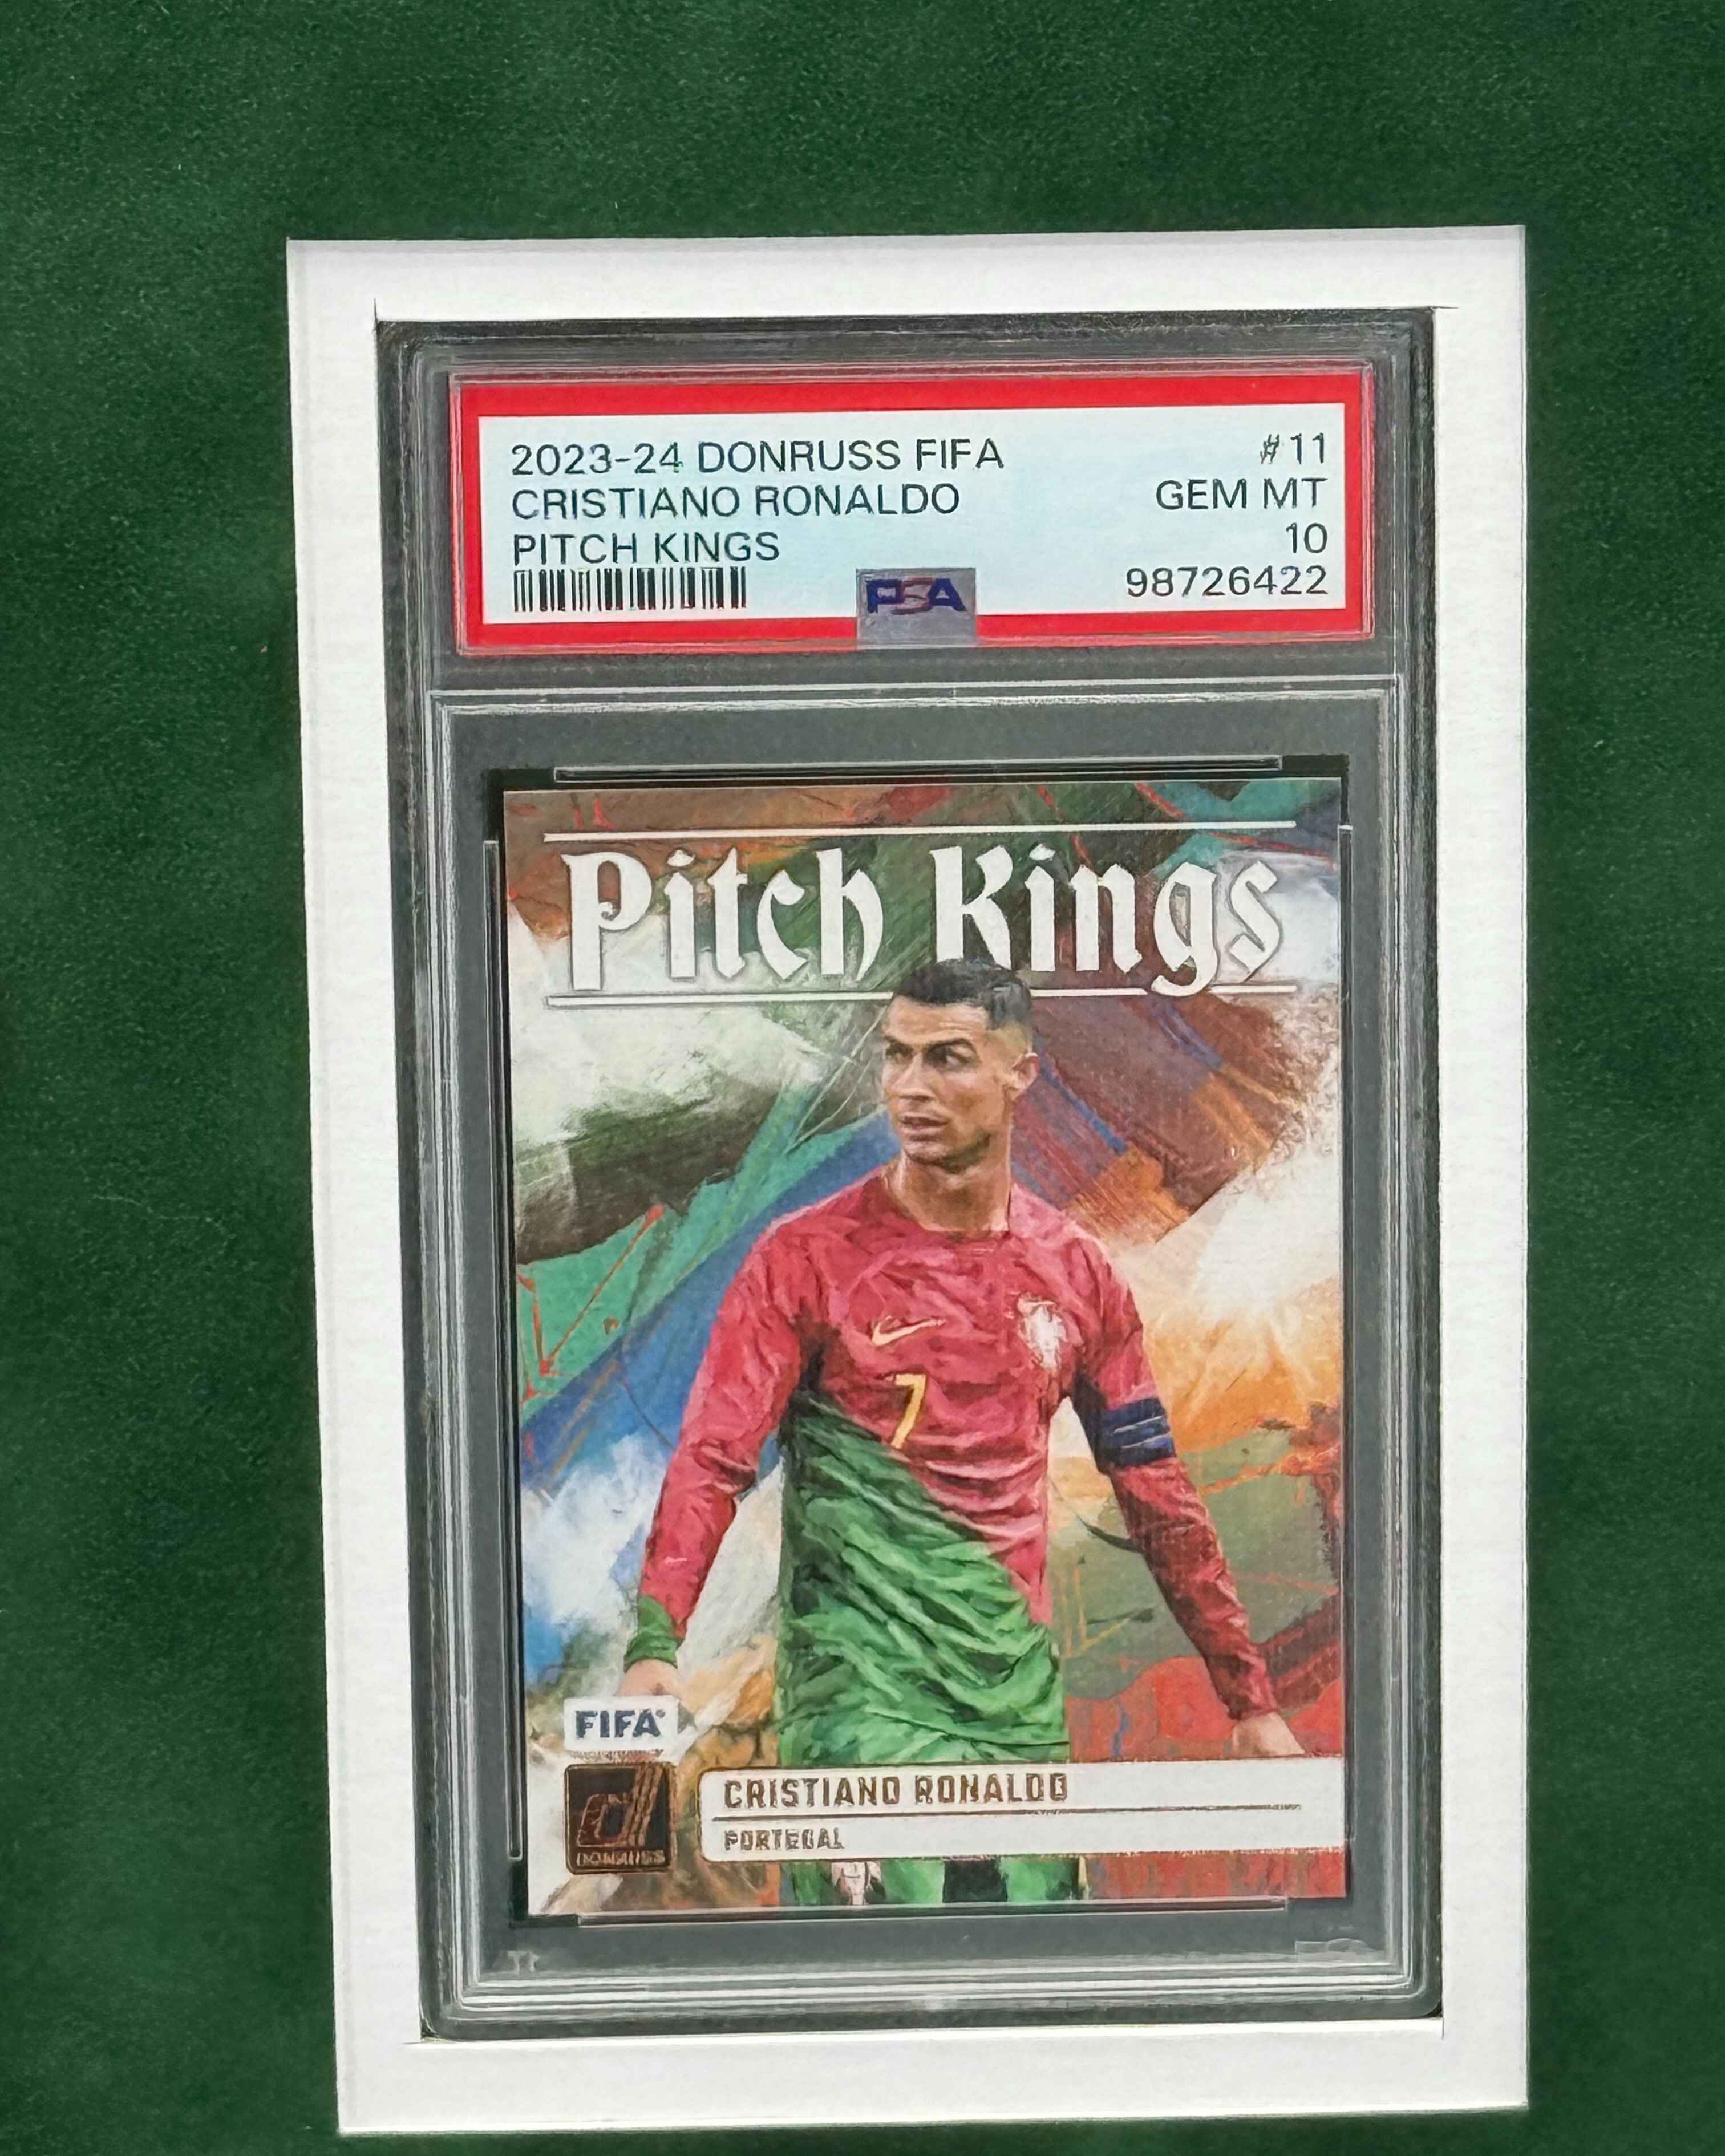 2023-24 DONRUSS FIFA #11
CRISTIANO RONALDO GEM MT
PITCH KINGS 10
98726422
PSA
Pitch Kings
7
FIFA
DONRUSS
CRISTIANO RONALDO
PORTEGAL